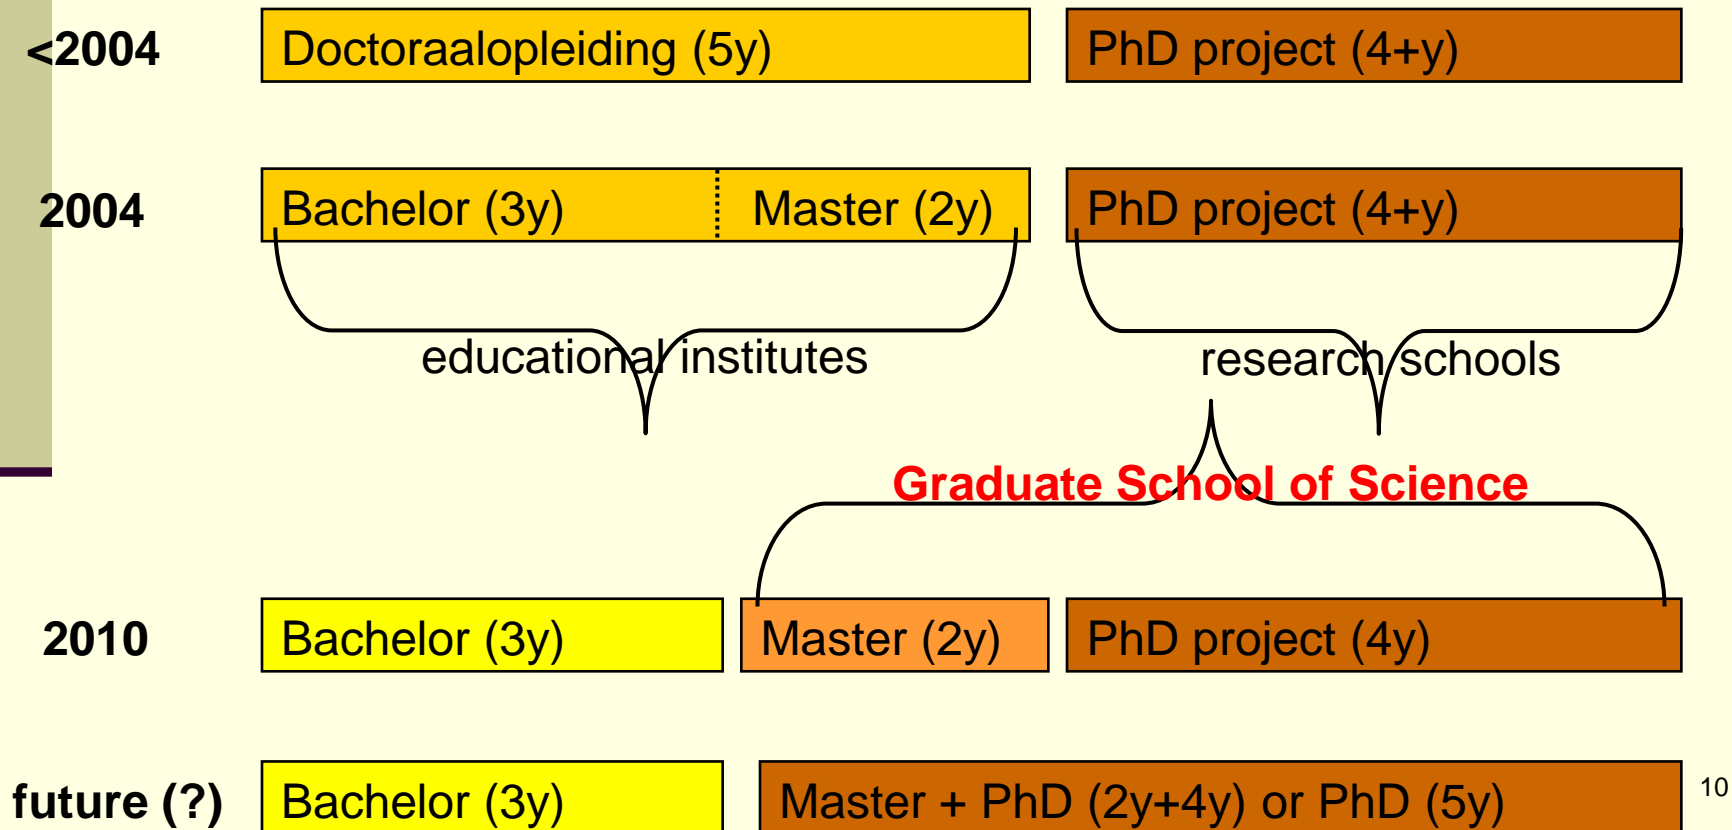 <2004 Doctoraalopleiding (5y) PhD project (4+y)
2004 Bachelor (3y) Master (2y) PhD project (4+y)
educational institutes research schools
Graduate School of Science
2010 Bachelor (3y) Master (2y) PhD project (4y)
future (?) Bachelor (3y) Master + PhD (2y+4y) or PhD (5y) 10